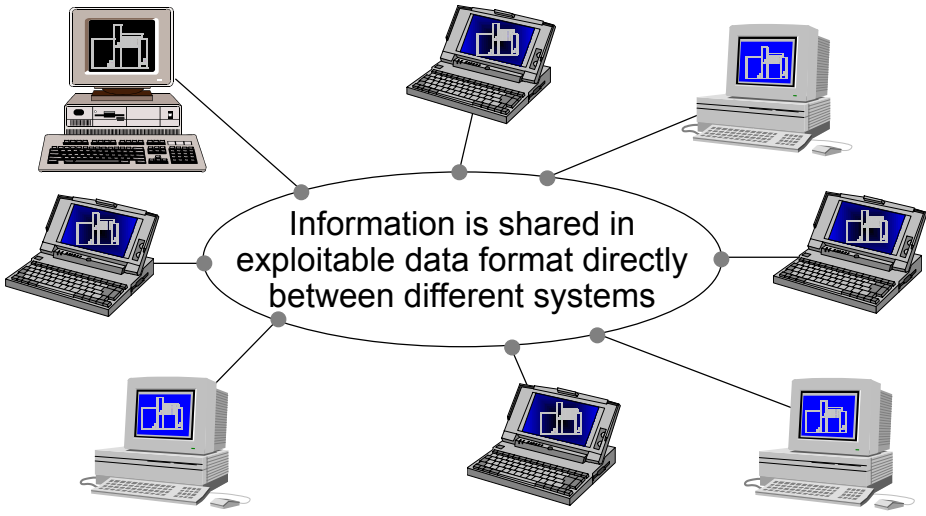 Information is shared in
exploitable data format directly
between different systems